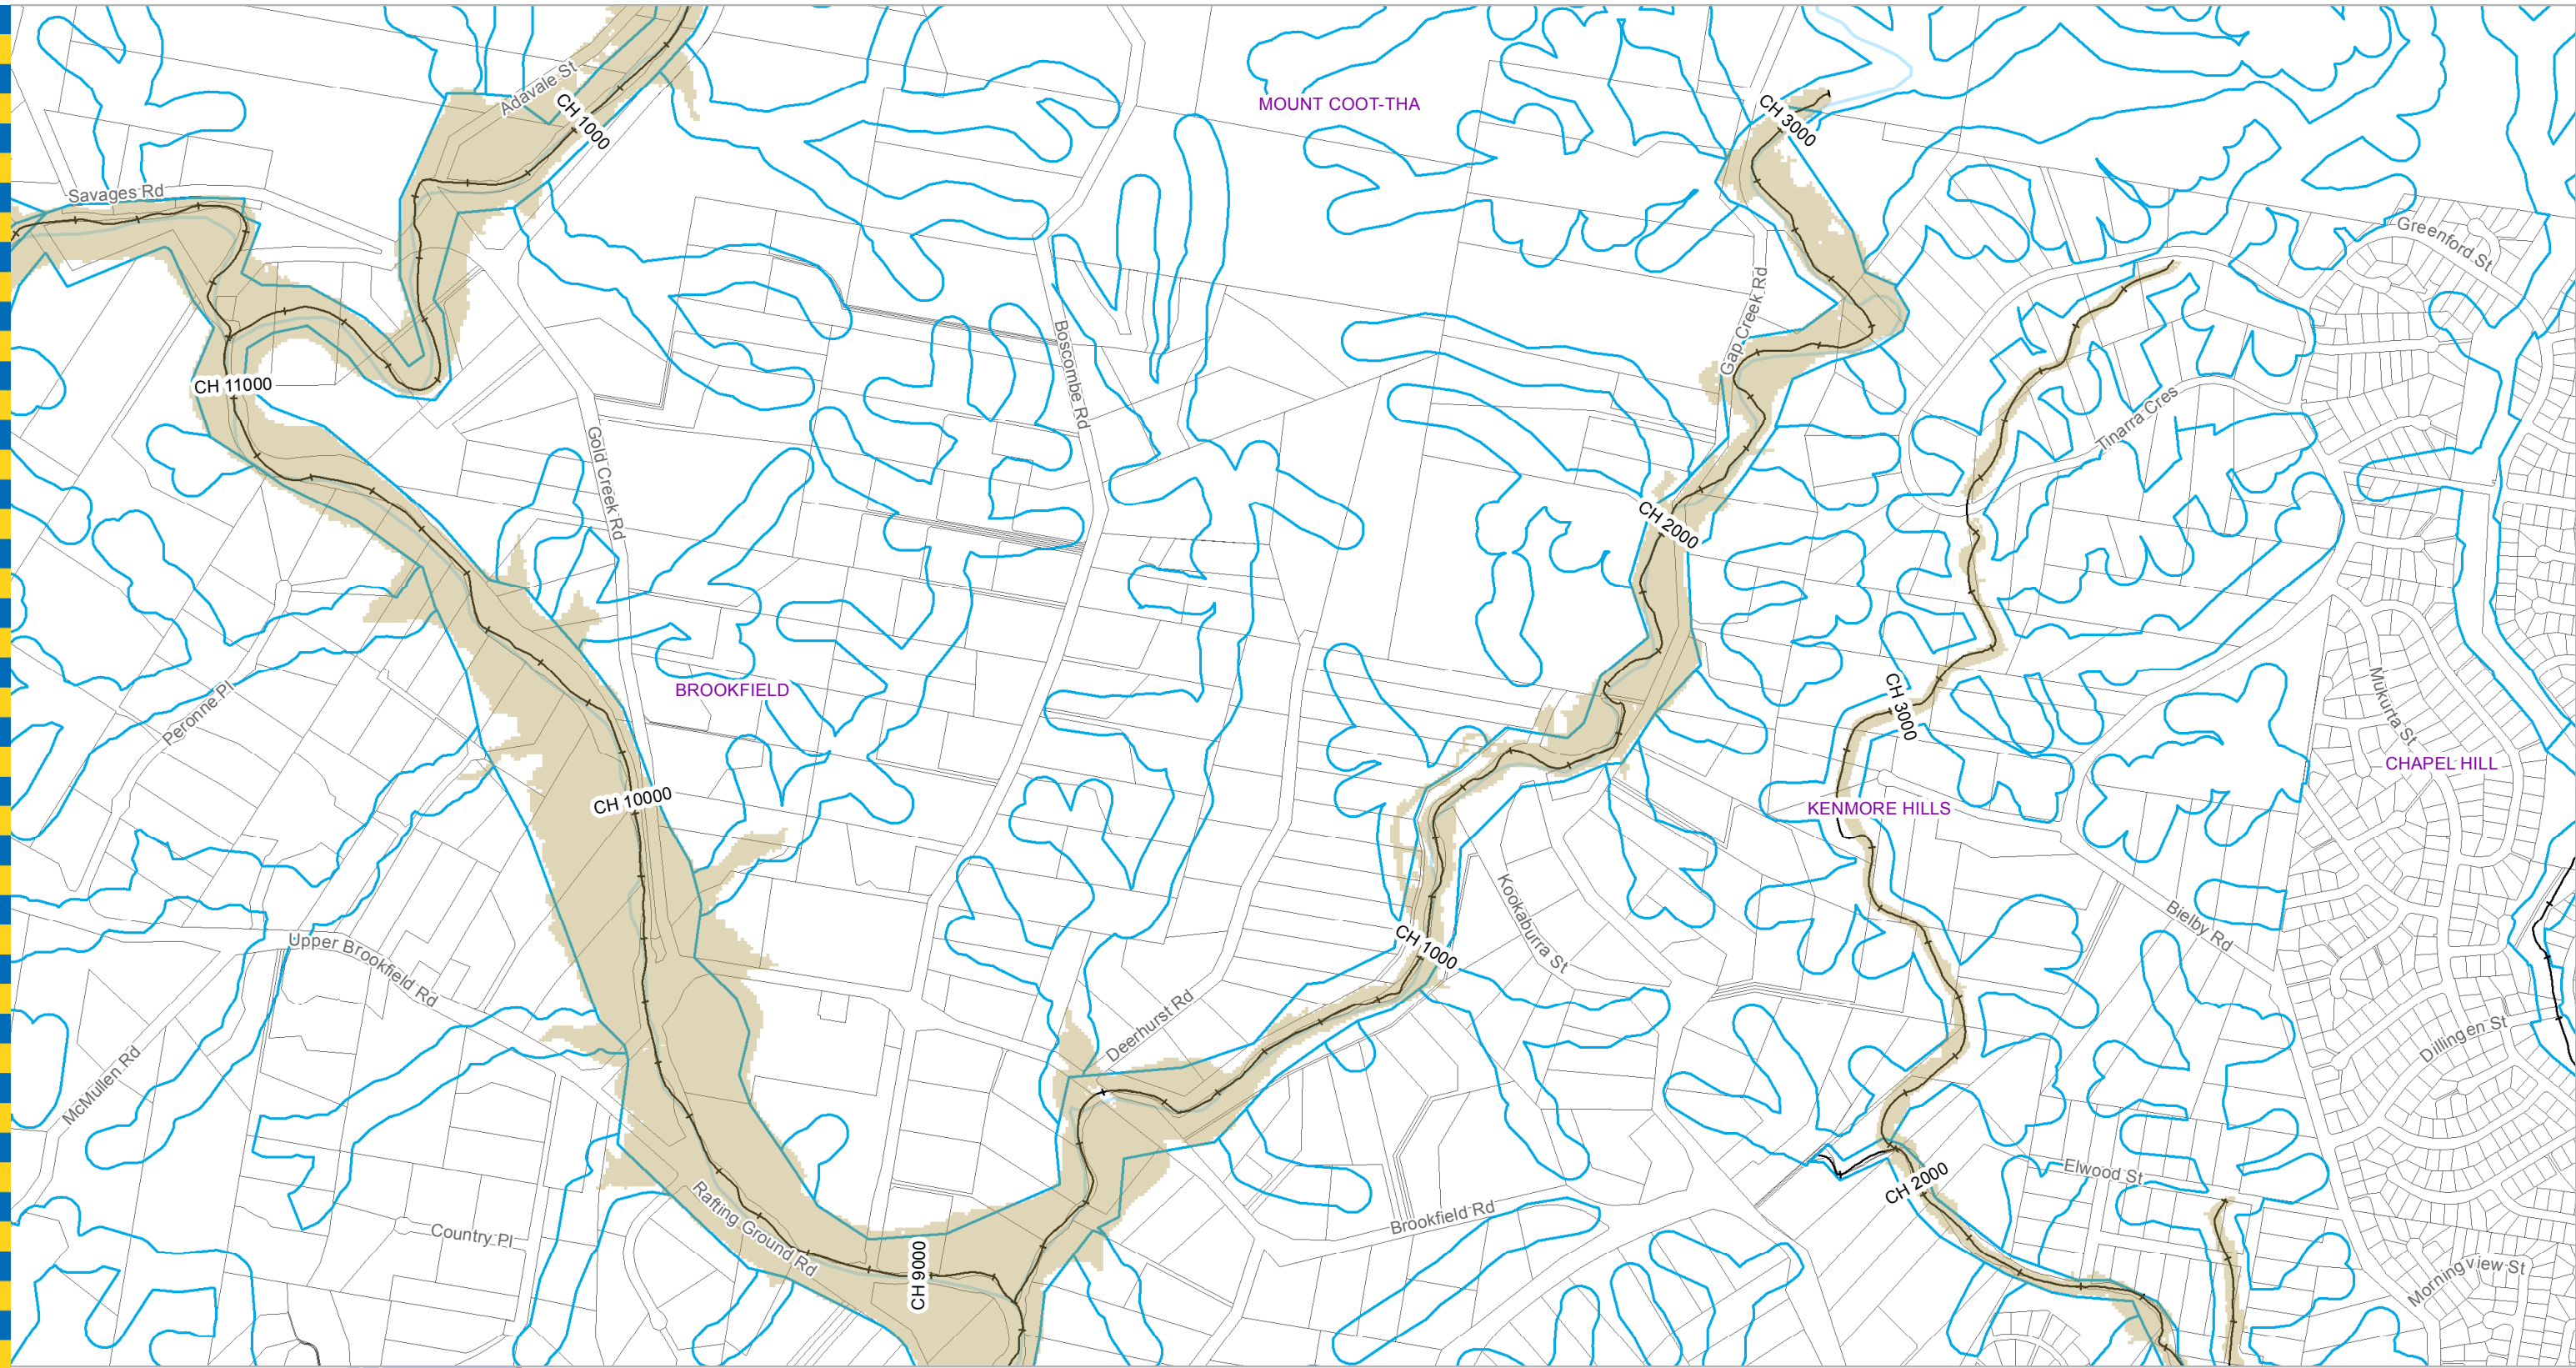 Adavale St
CH 1000
MOUNT COOT-THA
CH 3000
Savages Rd
Greenford St
Gap Creek Rd
Boscombe Rd
CH 11000
Tinarra Cres
Gold Creek Rd
CH 2000
Peronne Pl
BROOKFIELD
CH 3000
Mukurta St
CHAPEL HILL
CH 10000
KENMORE HILLS
Kookaburra St
Bielby Rd
Upper Brookfield Rd
CH 1000
Deerhurst Rd
Dillingen St
McMullen Rd
Elwood St
CH 2000
Rafting Ground Rd
Brookfield Rd
Country Pl
CH 9000
Morningview St